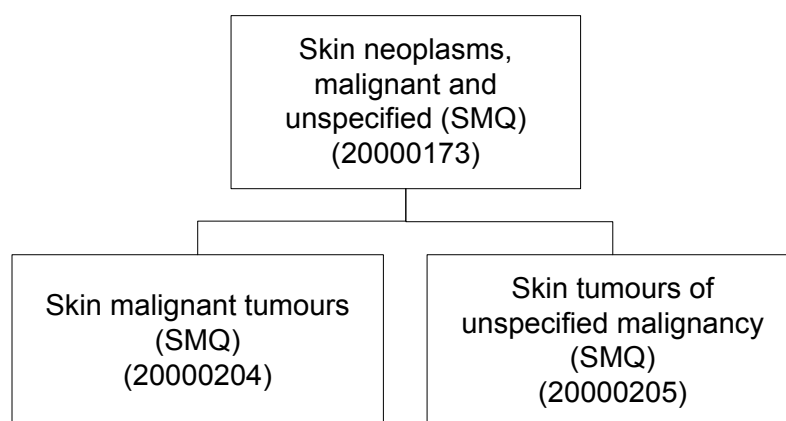 Skin neoplasms,
malignant and
unspecified (SMQ)
(20000173)
Skin malignant tumours
(SMQ)
(20000204)
Skin tumours of
unspecified malignancy
(SMQ)
(20000205)